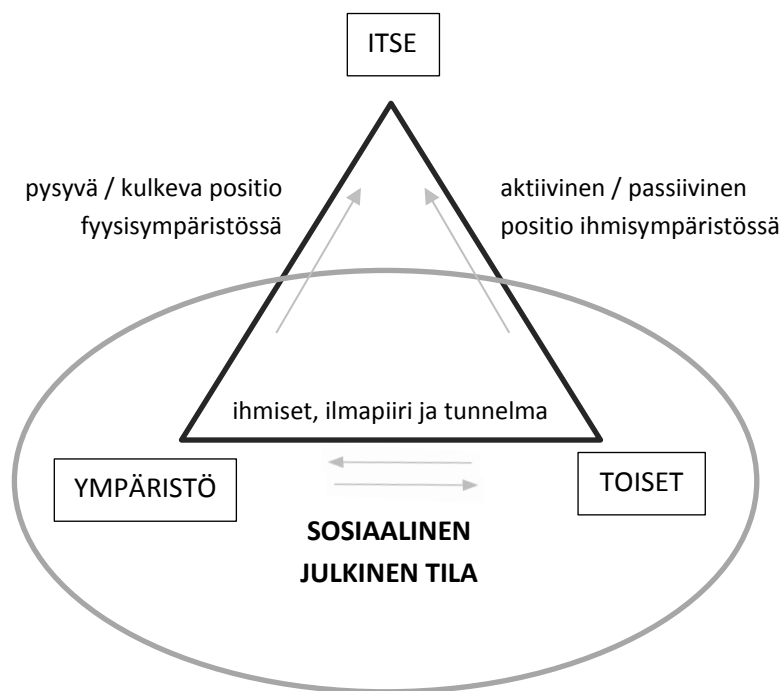 ITSE
pysyvä / kulkeva positio
fyysisympäristössä
aktiivinen / passiivinen
positio ihmisympäristössä
ihmiset, ilmapiiri ja tunnelma
YMPÄRISTÖ
TOISET
SOSIAALINEN
JULKINEN TILA